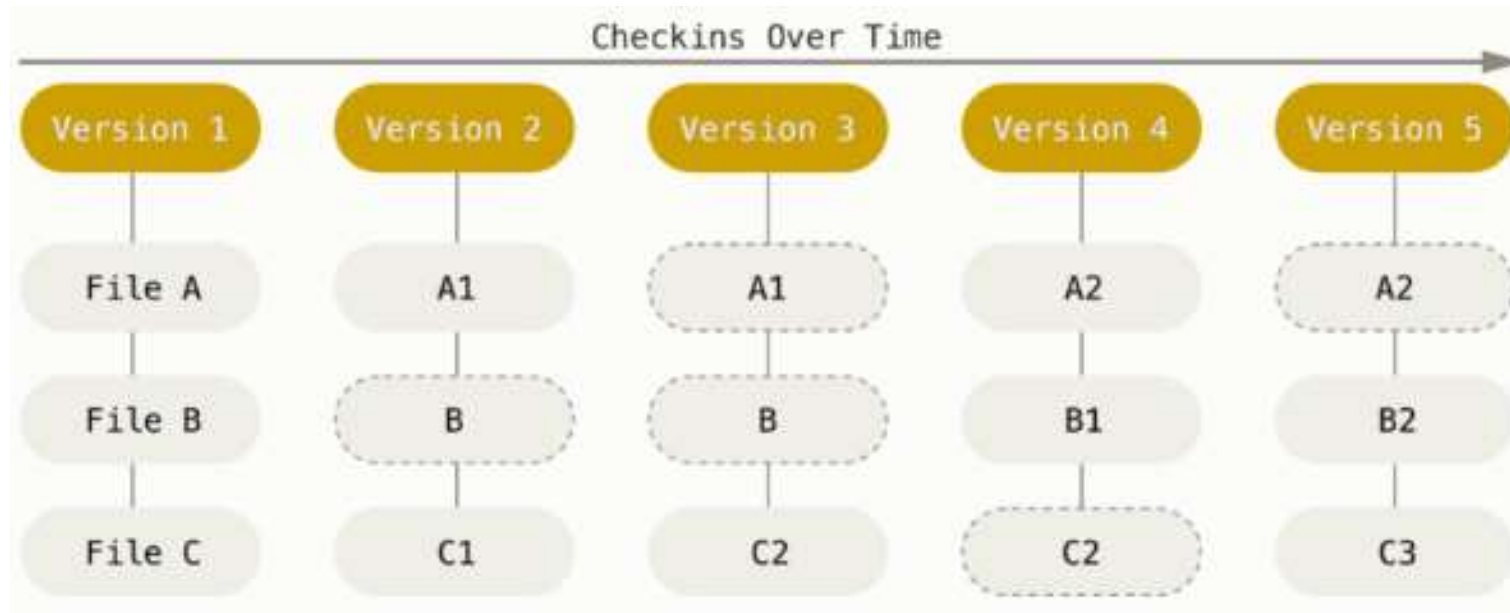 Checkins Over Time
Version 1 Version 2 Version 3 Version 4 Version 5
File A A1 A1 A2 A2
File B B B B1 B2
File C C1 C2 C2 C3